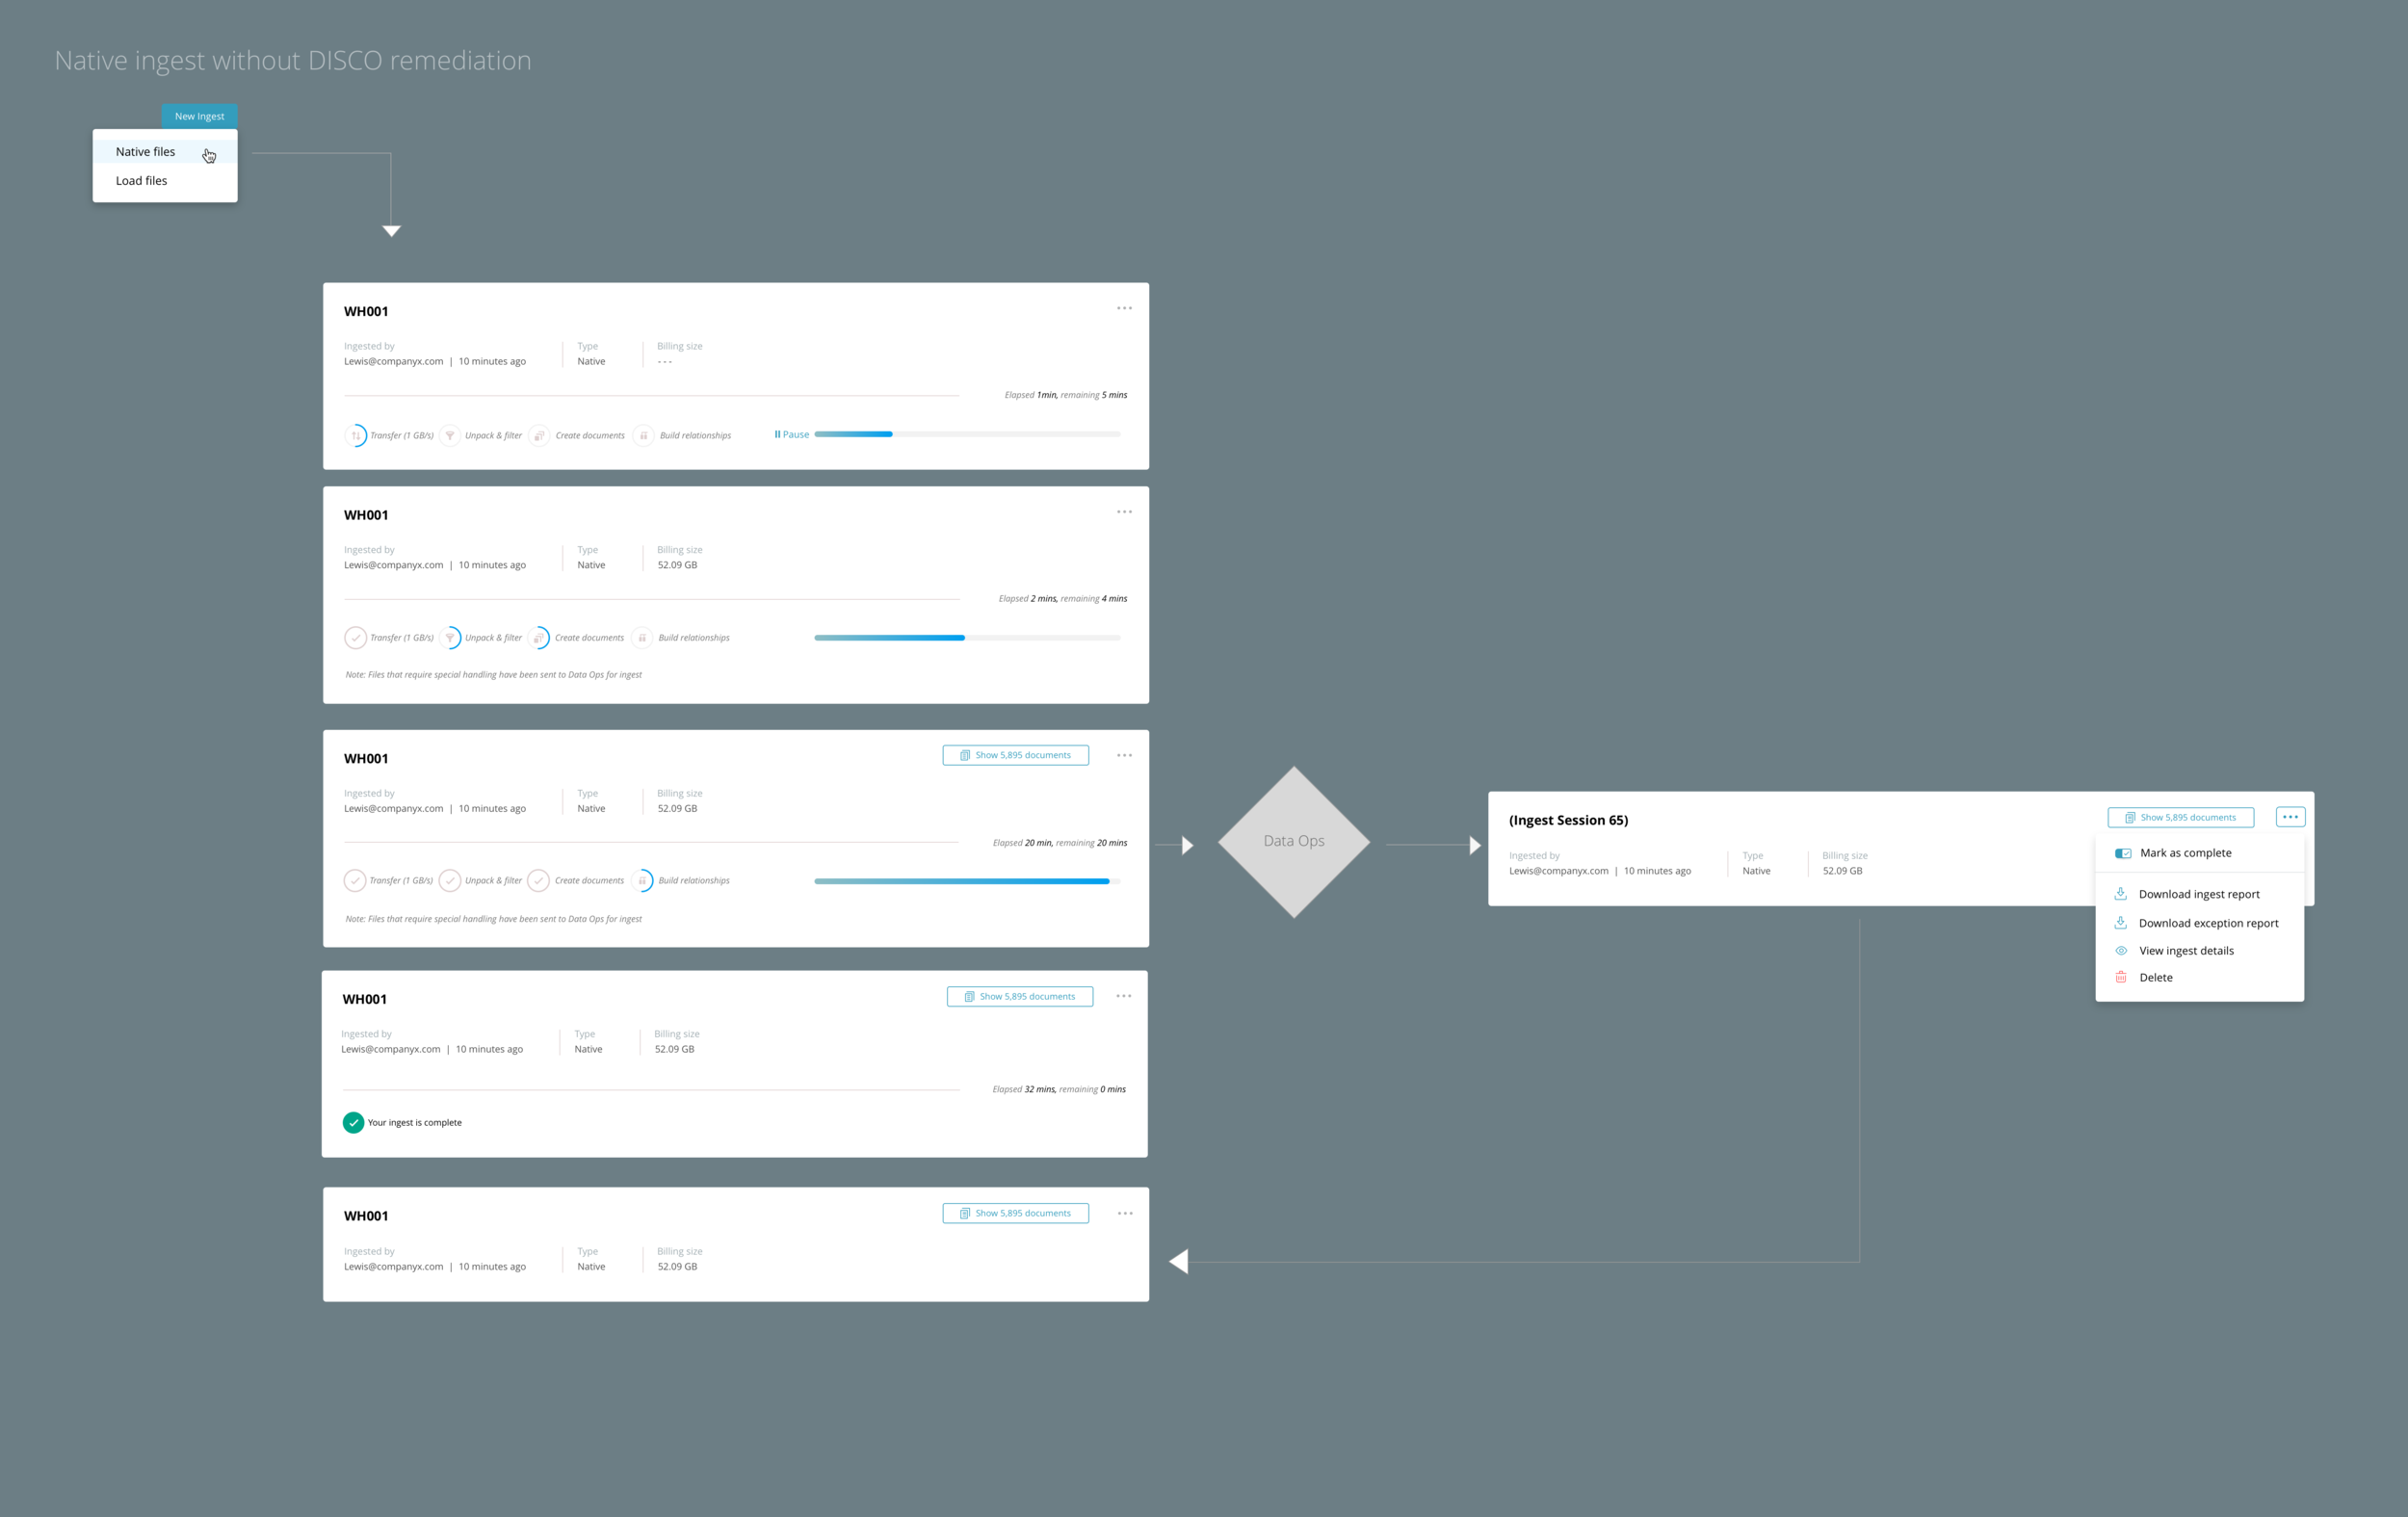 Native ingest without DISCO remediation
New Ingest
Native files
Load files
WH001
Ingested by
Type
Billing size
Lewis@companyx.com | 10 minutes ago
Native
---
Elapsed 1min, remaining 5 mins
Transfer (1 GB/s)
Unpack & filter
Create documents
Build relationships
Pause
WH001
Ingested by
Type
Billing size
Lewis@companyx.com | 10 minutes ago
Native
52.09 GB
Elapsed 2 mins, remaining 4 mins
Transfer (1 GB/s)
Unpack & filter
Create documents
Build relationships
Note: Files that require special handling have been sent to Data Ops for ingest
WH001
Show 5,895 documents
Ingested by
Type
Billing size
Lewis@companyx.com | 10 minutes ago
Native
52.09 GB
Elapsed 20 min, remaining 20 mins
Transfer (1 GB/s)
Unpack & filter
Create documents
Build relationships
Note: Files that require special handling have been sent to Data Ops for ingest
Data Ops
(Ingest Session 65)
Show 5,895 documents
Ingested by
Type
Billing size
Lewis@companyx.com | 10 minutes ago
Native
52.09 GB
Mark as complete
Download ingest report
Download exception report
View ingest details
Delete
WH001
Show 5,895 documents
Ingested by
Type
Billing size
Lewis@companyx.com | 10 minutes ago
Native
52.09 GB
Elapsed 32 mins, remaining 0 mins
Your ingest is complete
WH001
Show 5,895 documents
Ingested by
Type
Billing size
Lewis@companyx.com | 10 minutes ago
Native
52.09 GB